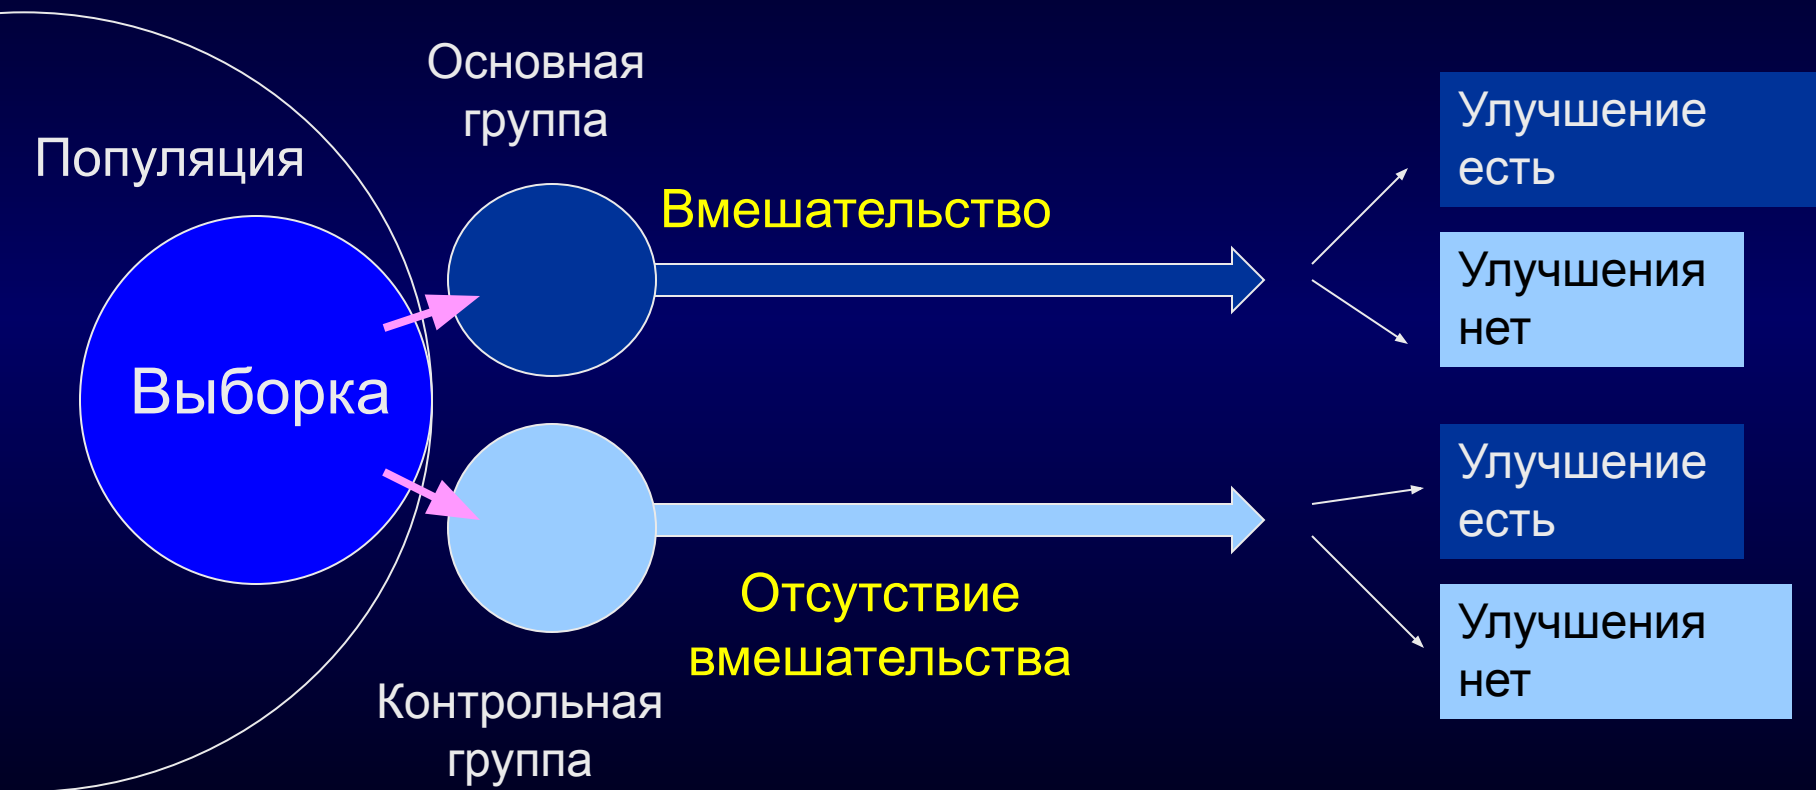 Популяция
Выборка
Основная
группа
Вмешательство
Улучшение
есть
Улучшения
нет
Контрольная
группа
Отсутствие
вмешательства
Улучшение
есть
Улучшения
нет